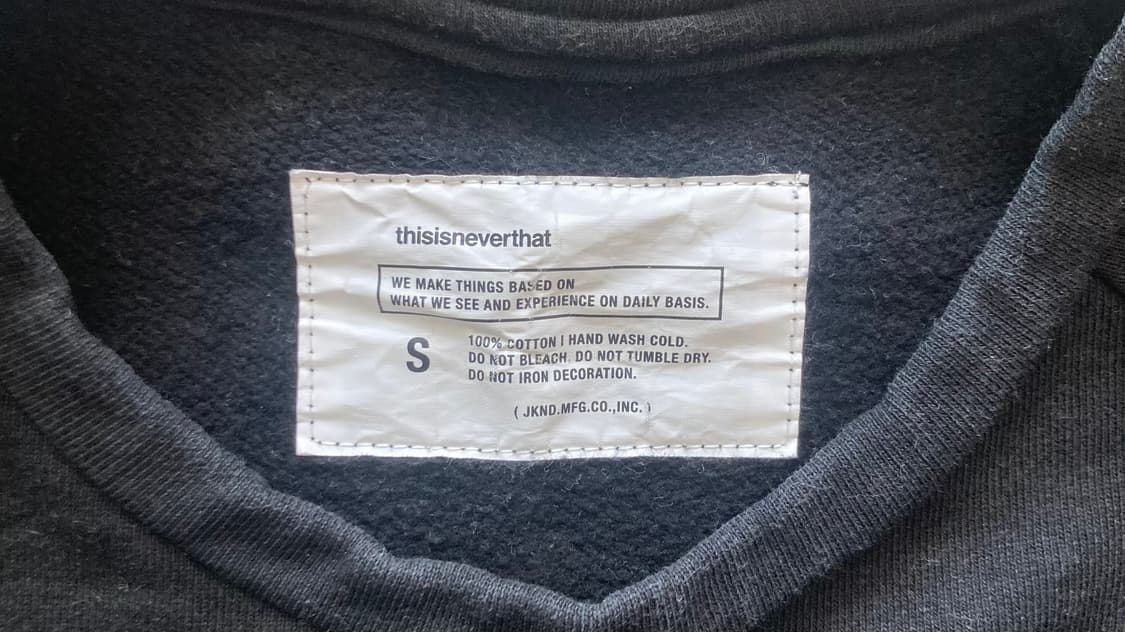 thisisneverthat
WE MAKE THINGS BASED ON
WHAT WE SEE AND EXPERIENCE ON DAILY BASIS.
S
100% COTTON | HAND WASH COLD.
DO NOT BLEACH. DO NOT TUMBLE DRY.
DO NOT IRON DECORATION.
( JKND.MFG.CO.,INC. )